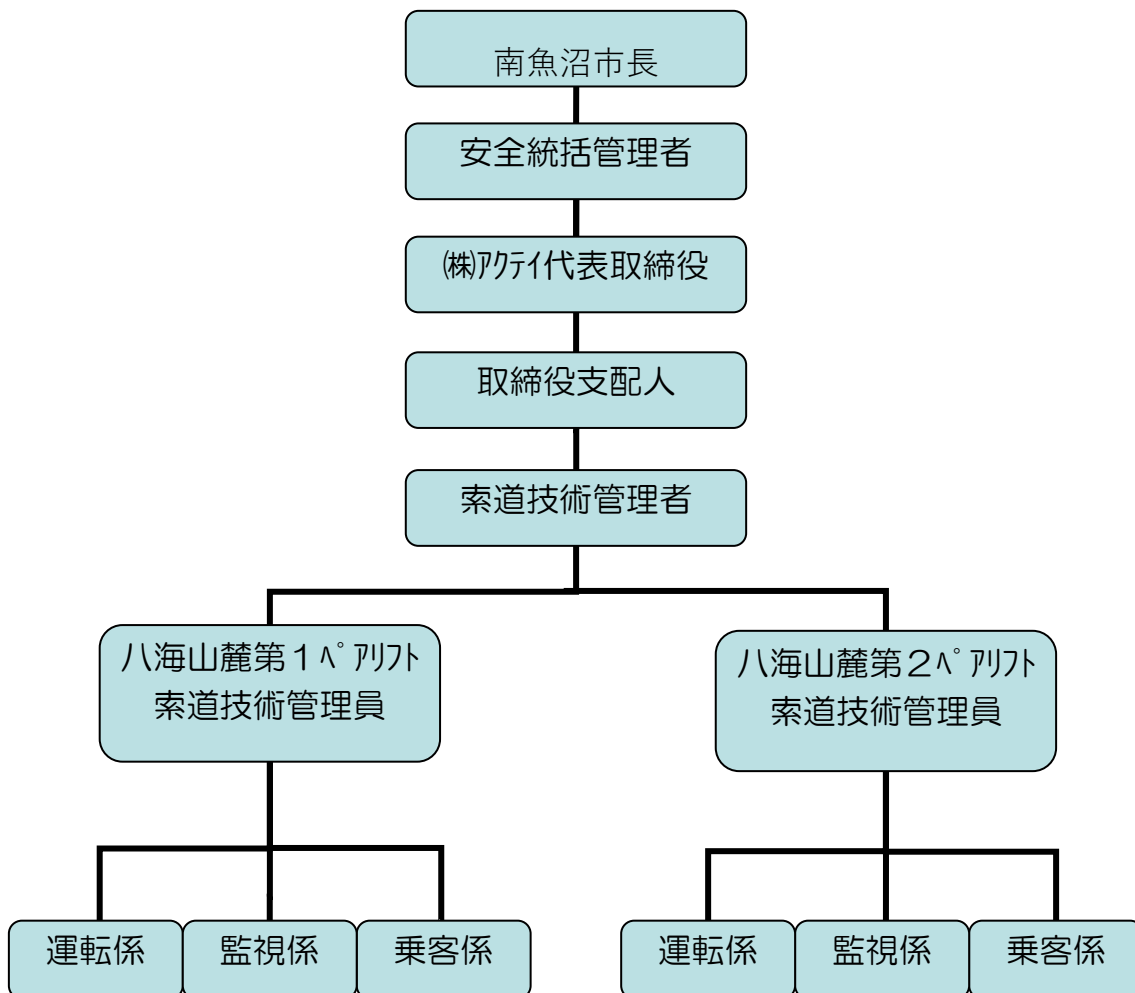 南魚沼市長
安全統括管理者
㈱ｱｸﾃｲ代表取締役
取締役支配人
索道技術管理者
八海山麓第１ﾍﾟｱﾘﾌﾄ
索道技術管理員
八海山麓第２ﾍﾟｱﾘﾌﾄ
索道技術管理員
運転係
監視係
乗客係
運転係
監視係
乗客係